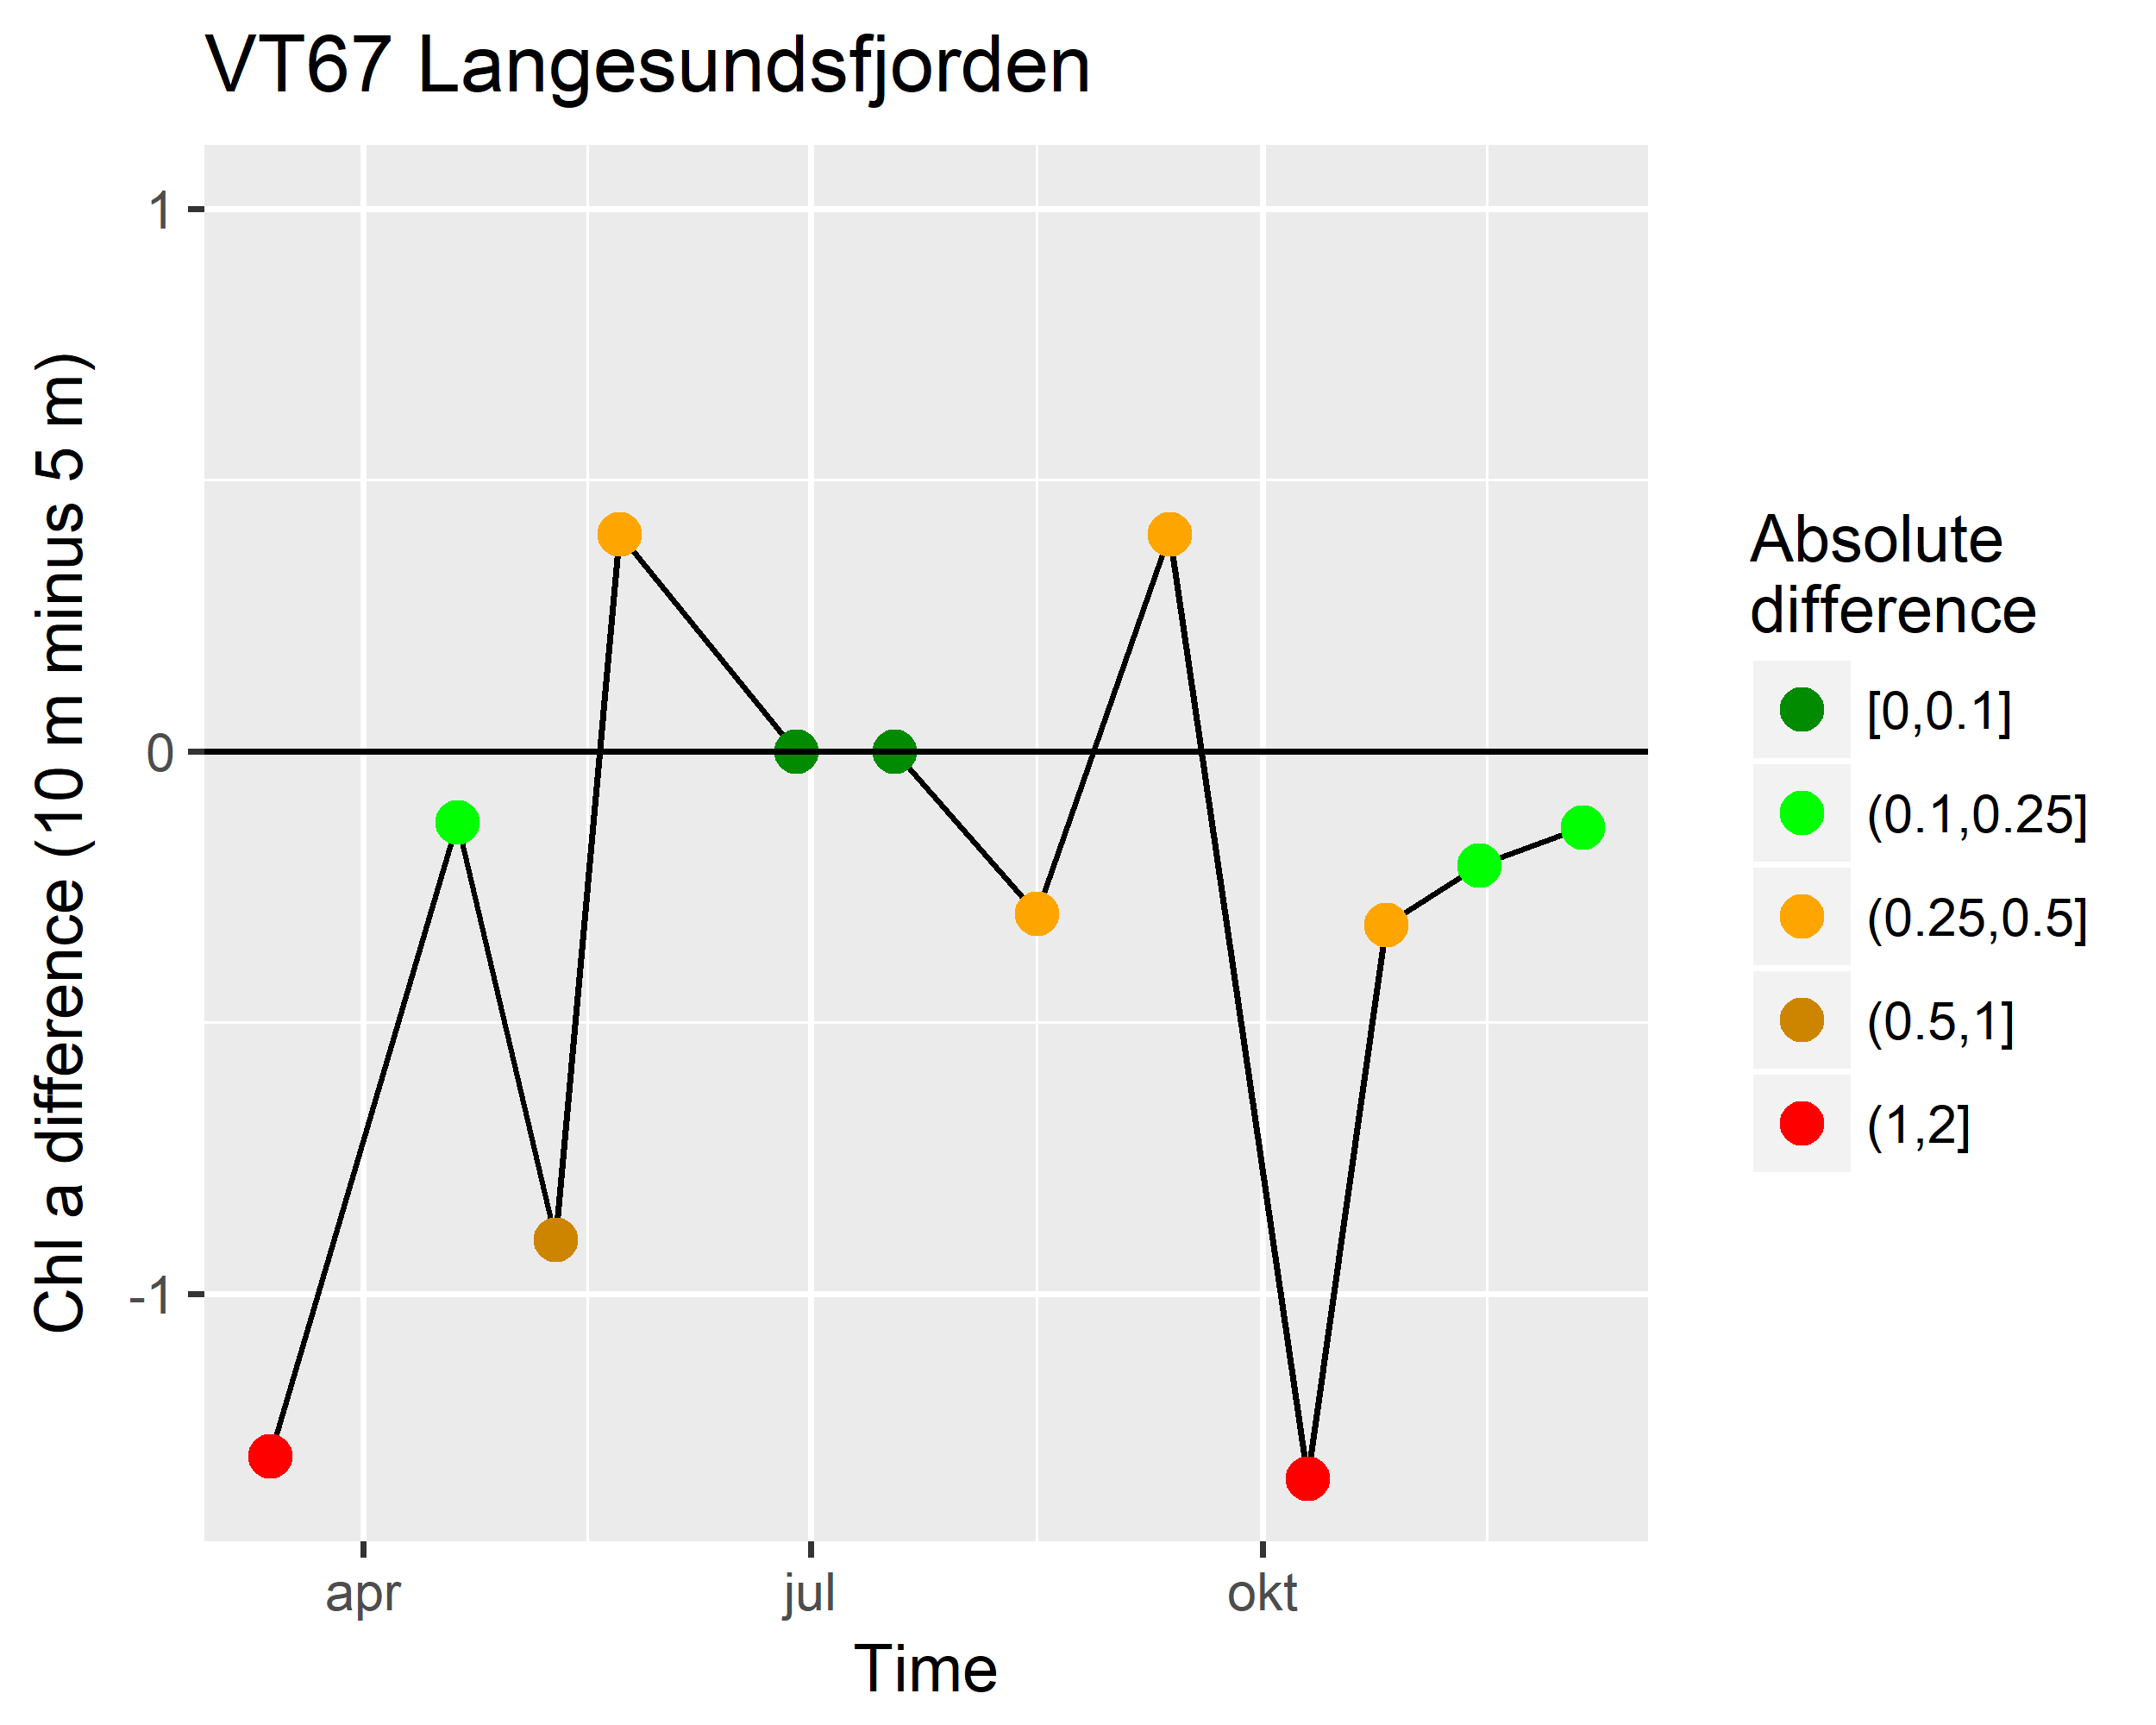 VT67 Langesundsfjorden
Chl a difference (10 m minus 5 m)
1
0
-1
apr
jul
okt
Time
Absolute
difference
[0,0.1]
(0.1,0.25]
(0.25,0.5]
(0.5,1]
(1,2]